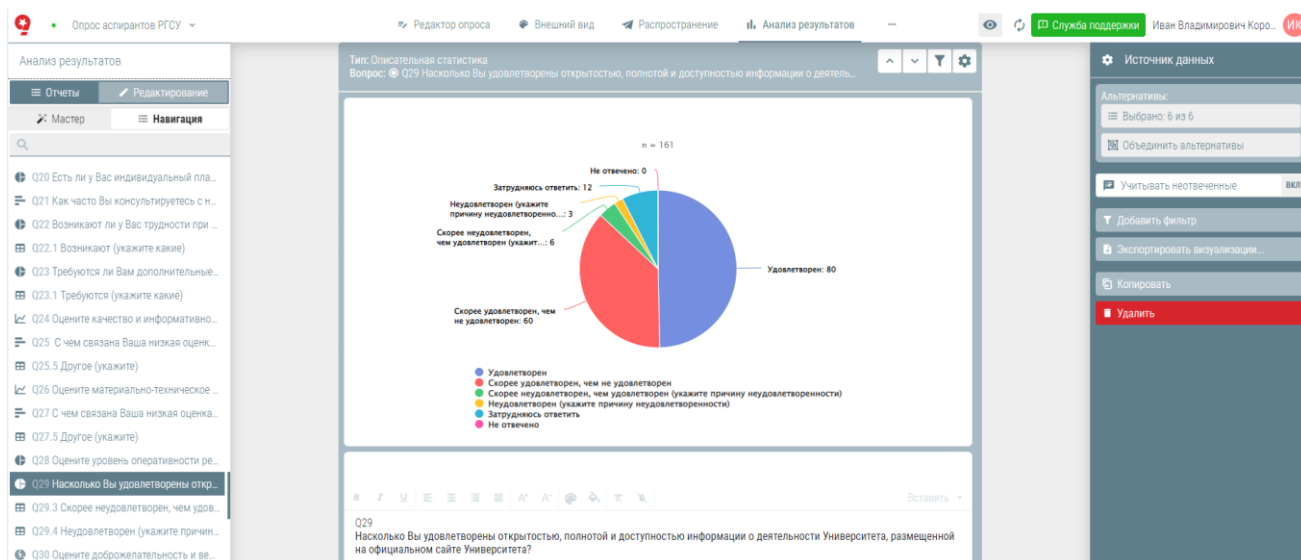 Опрос аспирантов РГСУ
Редактор опроса
Внешний вид
Распространение
Анализ результатов
Служба поддержки
Иван Владимирович Коро...
ИК
Анализ результатов
Отчеты
Редактирование
Мастер
Навигация
Q20 Есть ли у Вас индивидуальный пла...
Q21 Как часто Вы консультируетесь с н...
Q22 Возникают ли у Вас трудности при ...
Q22.1 Возникают (укажите какие)
Q23 Требуются ли Вам дополнительные...
Q23.1 Требуются (укажите какие)
Q24 Оцените качество и информативно...
Q25 С чем связана Ваша низкая оценк...
Q25.5 Другое (укажите)
Q26 Оцените материально-техническое ...
Q27 С чем связана Ваша низкая оценка...
Q27.5 Другое (укажите)
Q28 Оцените уровень оперативности ре...
Q29 Насколько Вы удовлетворены откр...
Q29.3 Скорее неудовлетворен, чем удов...
Q29.4 Неудовлетворен (укажите причин...
Q30 Оцените доброжелательность и ве...
Тип: Описательная статистика
Вопрос: Q29 Насколько Вы удовлетворены открытостью, полнотой и доступностью информации о деятель...
n = 161
Не отвечено: 0
Затрудняюсь ответить: 12
Неудовлетворен (укажите
причину неудовлетворенно...: 3
Скорее неудовлетворен,
чем удовлетворен (укажит...: 6
Удовлетворен: 80
Скорее удовлетворен, чем
не удовлетворен: 60
Удовлетворен
Скорее удовлетворен, чем не удовлетворен
Скорее неудовлетворен, чем удовлетворен (укажите причину неудовлетворенности)
Неудовлетворен (укажите причину неудовлетворенности)
Затрудняюсь ответить
Не отвечено
B I U A+ A- Вставить
Q29
Насколько Вы удовлетворены открытостью, полнотой и доступностью информации о деятельности Университета, размещенной
на официальном сайте Университета?
Источник данных
Альтернативы:
Выбрано: 6 из 6
Объединить альтернативы
Учитывать неотвеченные
ВКЛ
Добавить фильтр
Экспортировать визуализации...
Копировать
Удалить